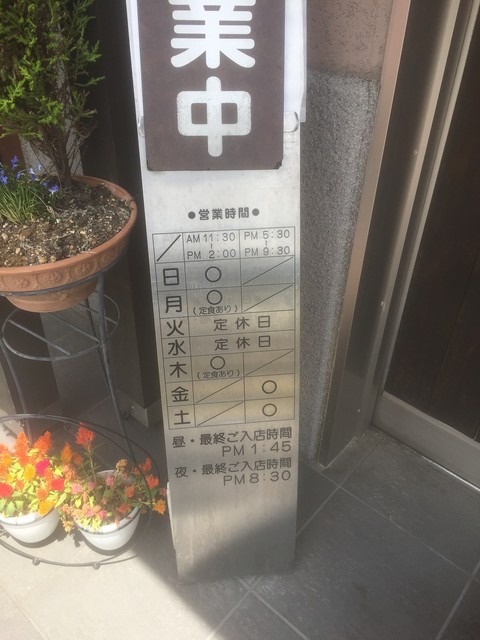 業中
●営業時間●
/ AM 11:30 ~ PM 2:00 PM 5:30 ~ PM 9:30
日 ○ /
月 ○ (定食あり) /
火 定休日
水 定休日
木 ○ (定食あり) /
金 / ○
土 / ○
昼・最終ご入店時間
PM 1:45
夜・最終ご入店時間
PM 8:30